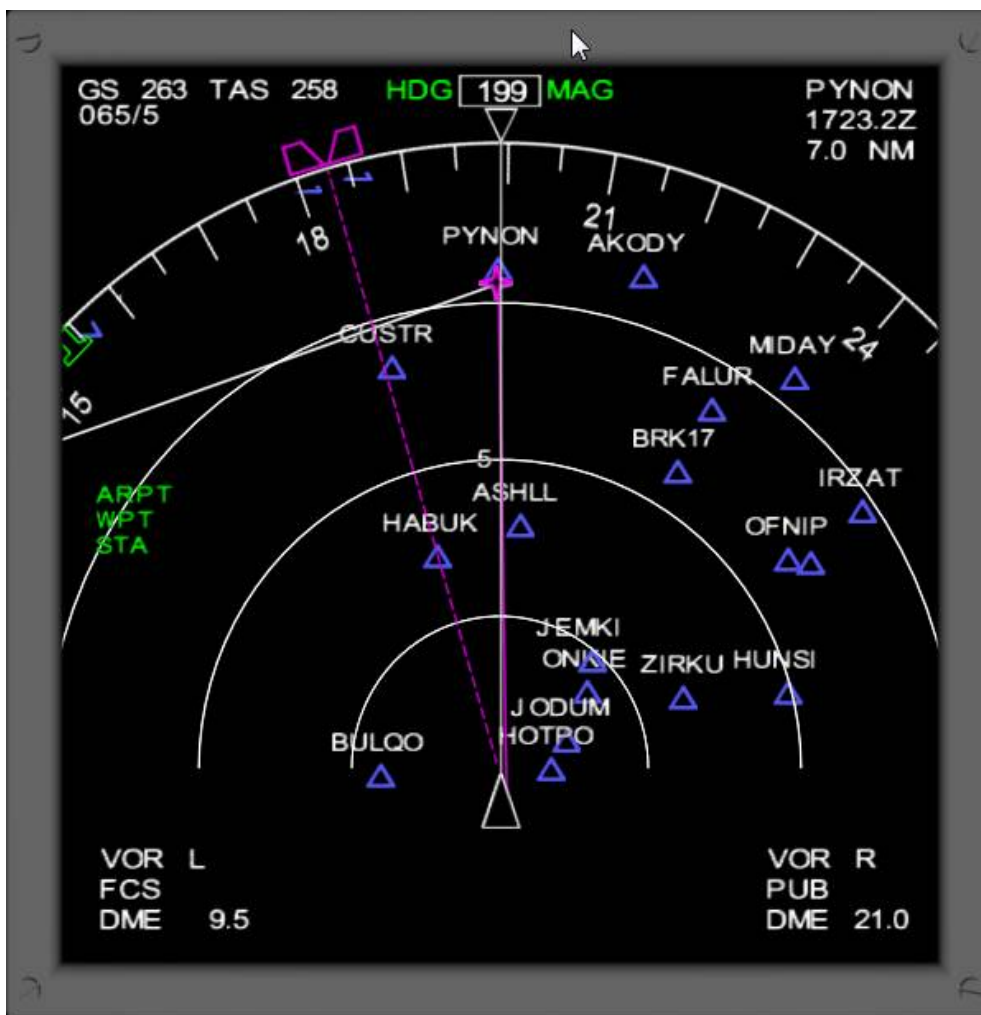 GS 263 TAS 258 HDG 199 MAG PYNON
065/5 1723.2Z
7.0 NM
18 21
PYNON AKODY
CUSTR MIDAY 24
FALUR
15 BRK17
5
ARPT ASHLL IRZAT
WPT HABUK OFNIP
STA
JEMKI
ONKIE ZIRKU HUNSI
JODUM
BULQO HOTPO
VOR L VOR R
FCS PUB
DME 9.5 DME 21.0